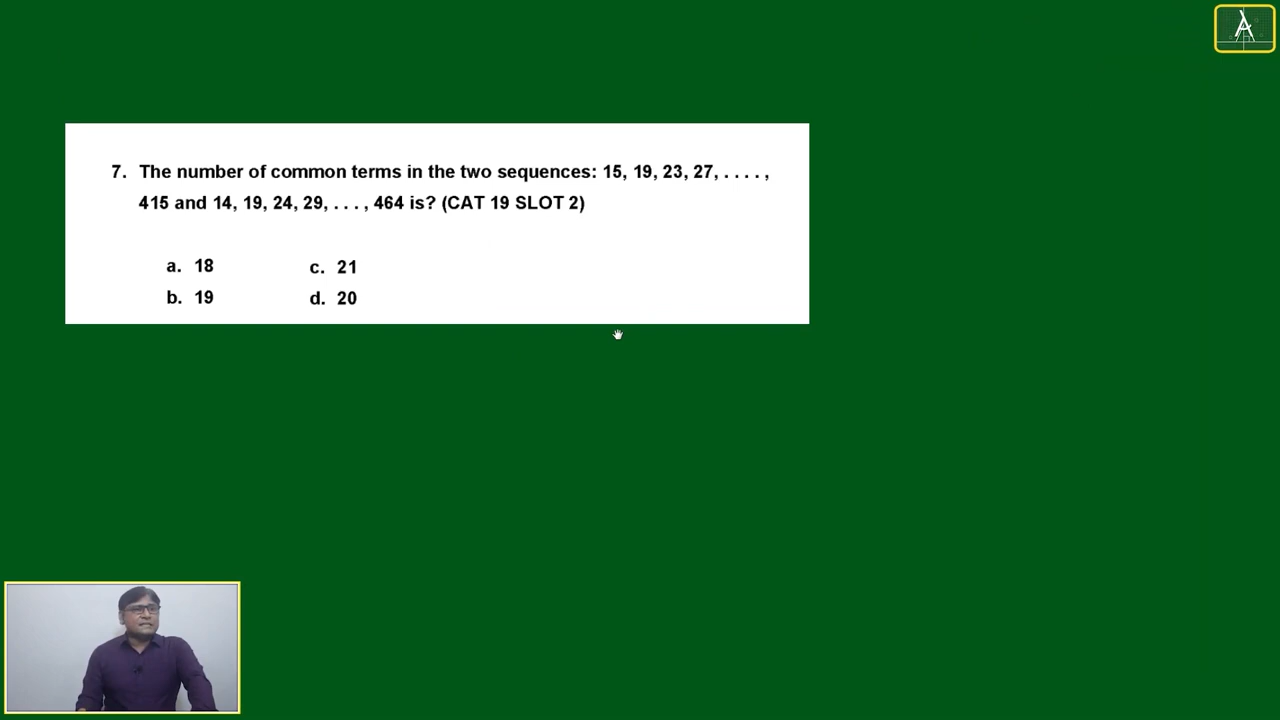 7. The number of common terms in the two sequences: 15, 19, 23, 27, . . . . ,
415 and 14, 19, 24, 29, . . . , 464 is? (CAT 19 SLOT 2)
a. 18 c. 21
b. 19 d. 20